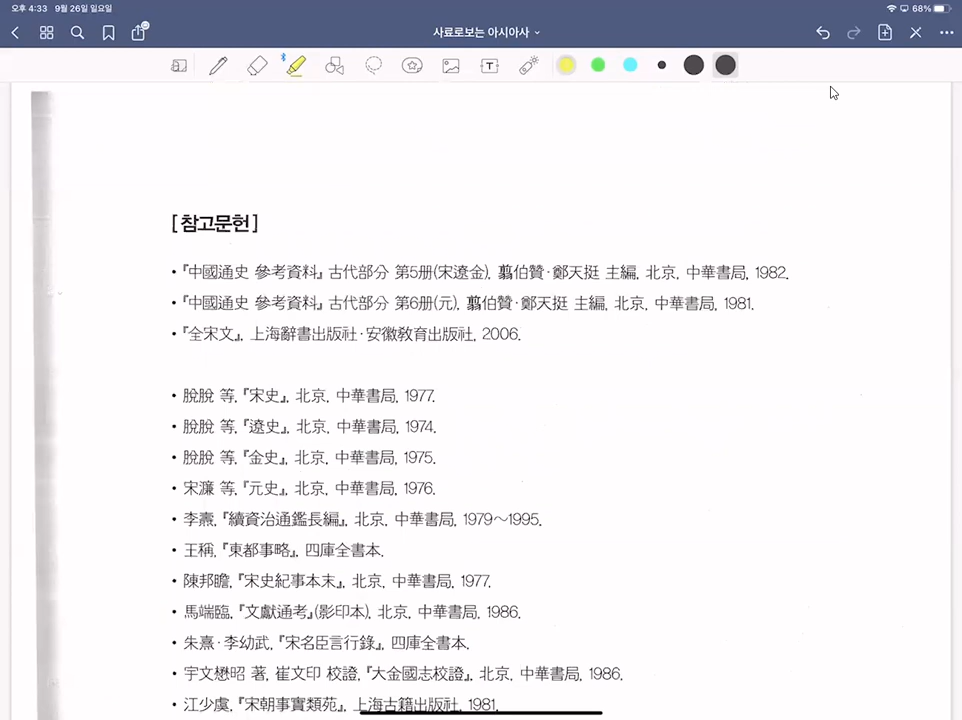 오후 4:33 9월 26일 일요일 68%
사료로보는 아시아사
[참고문헌]
• 『中國通史 參考資料』 古代部分 第5册(宋遼金), 翦伯贊·鄭天挺 主編, 北京, 中華書局, 1982.
• 『中國通史 參考資料』 古代部分 第6册(元), 翦伯贊·鄭天挺 主編, 北京, 中華書局, 1981.
• 『全宋文』, 上海辭書出版社·安徽敎育出版社, 2006.
• 脫脫 等, 『宋史』, 北京, 中華書局, 1977.
• 脫脫 等, 『遼史』, 北京, 中華書局, 1974.
• 脫脫 等, 『金史』, 北京, 中華書局, 1975.
• 宋濂 等, 『元史』, 北京, 中華書局, 1976.
• 李燾, 『續資治通鑑長編』, 北京, 中華書局, 1979~1995.
• 王稱, 『東都事略』, 四庫全書本.
• 陳邦瞻, 『宋史紀事本末』, 北京, 中華書局, 1977.
• 馬端臨, 『文獻通考』(影印本), 北京, 中華書局, 1986.
• 朱熹·李幼武, 『宋名臣言行錄』, 四庫全書本.
• 宇文懋昭 著, 崔文印 校證, 『大金國志校證』, 北京, 中華書局, 1986.
• 江少虞, 『宋朝事實類苑』, 上海古籍出版社, 1981.